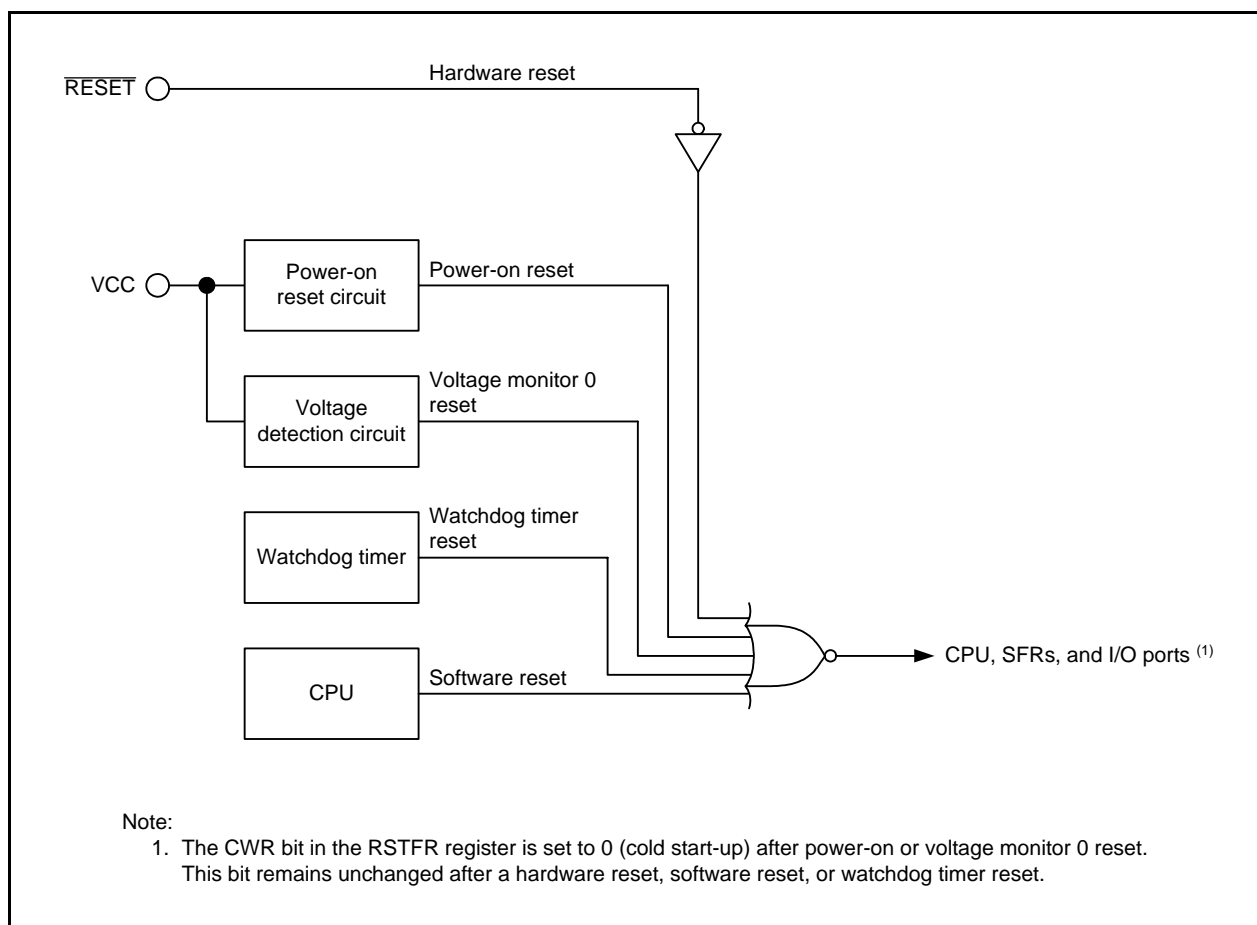 Hardware reset
RESET
Power-on
reset circuit
Power-on reset
VCC
Voltage monitor 0
reset
Voltage
detection circuit
Watchdog timer
reset
Watchdog timer
CPU, SFRs, and I/O ports (1)
Software reset
CPU
Note:
1. The CWR bit in the RSTFR register is set to 0 (cold start-up) after power-on or voltage monitor 0 reset.
This bit remains unchanged after a hardware reset, software reset, or watchdog timer reset.